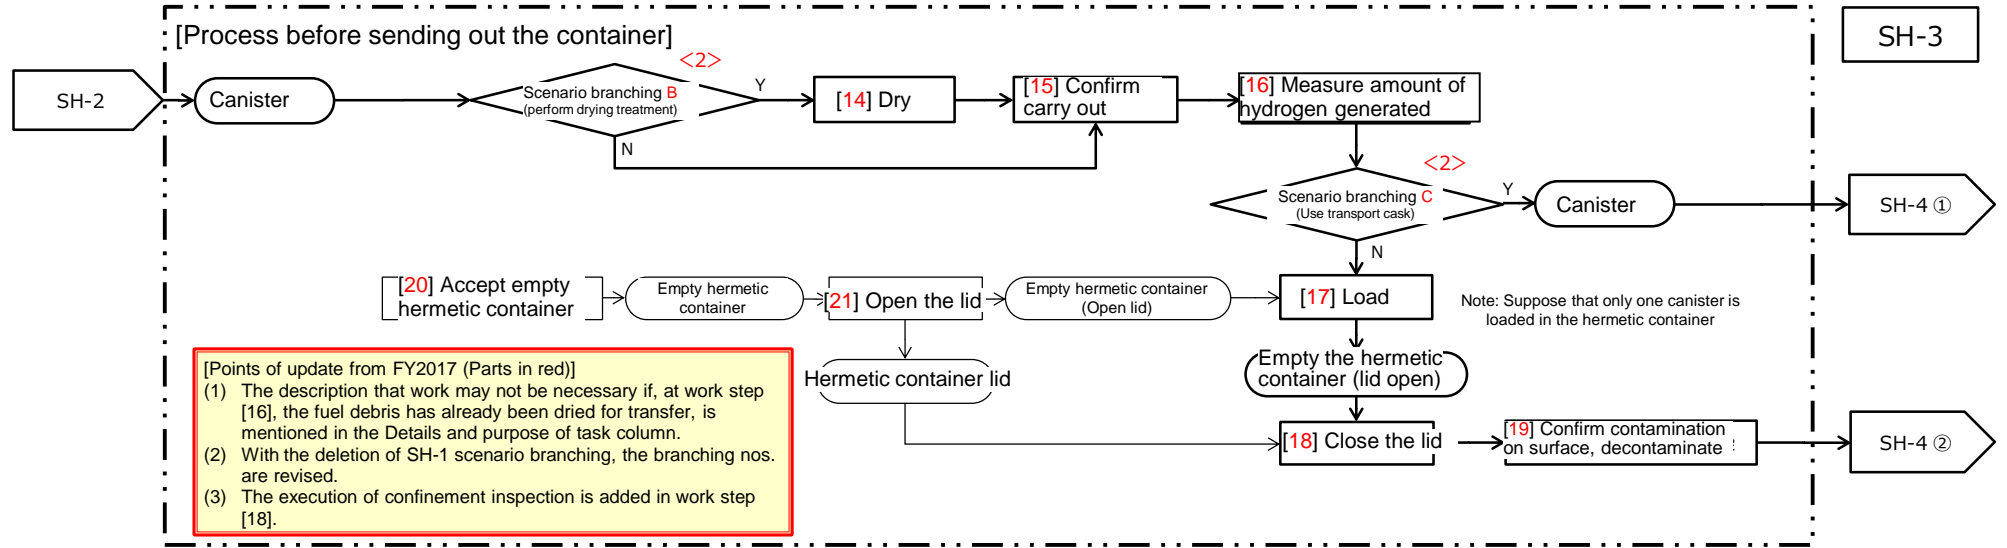 [Process before sending out the container]
SH-3
SH-2
Canister
<2>
Scenario branching B
(perform drying treatment)
Y
N
[14] Dry
[15] Confirm
carry out
[16] Measure amount of
hydrogen generated
<2>
Scenario branching C
(Use transport cask)
Y
N
Canister
SH-4 ①
[20] Accept empty
hermetic container
Empty hermetic
container
[21] Open the lid
Empty hermetic container
(Open lid)
[17] Load
Note: Suppose that only one canister is
loaded in the hermetic container
Hermetic container lid
Empty the hermetic
container (lid open)
[18] Close the lid
[19] Confirm contamination
on surface, decontaminate
SH-4 ②
[Points of update from FY2017 (Parts in red)]
(1) The description that work may not be necessary if, at work step
[16], the fuel debris has already been dried for transfer, is
mentioned in the Details and purpose of task column.
(2) With the deletion of SH-1 scenario branching, the branching nos.
are revised.
(3) The execution of confinement inspection is added in work step
[18].